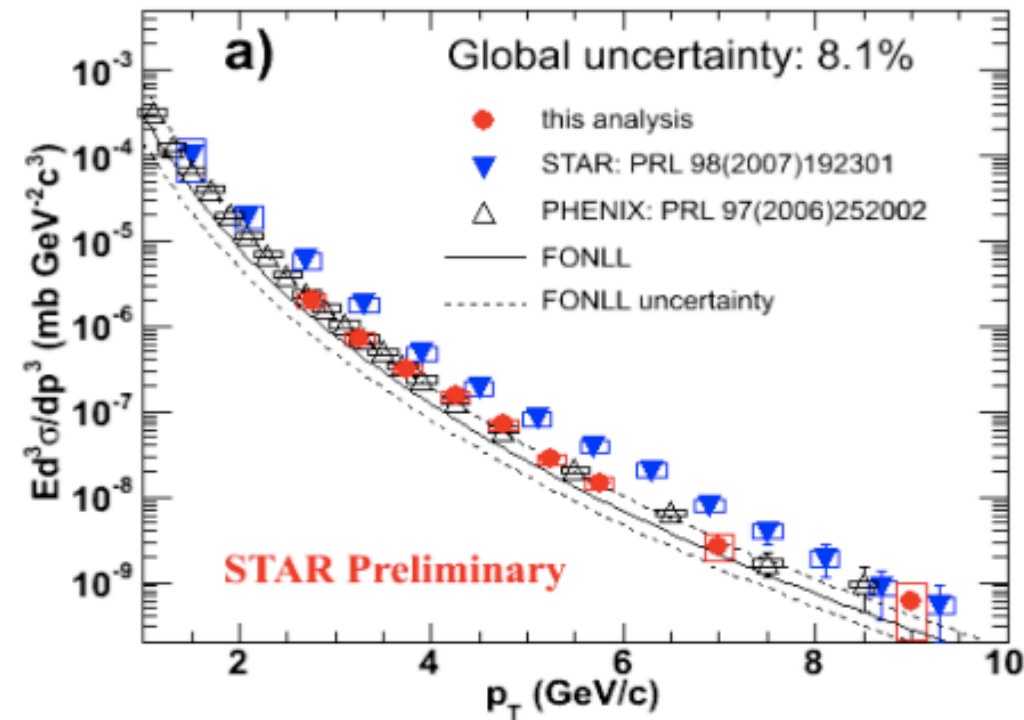 a)
Global uncertainty: 8.1%
this analysis
STAR: PRL 98(2007)192301
PHENIX: PRL 97(2006)252002
FONLL
FONLL uncertainty
STAR Preliminary
Ed³σ/dp³ (mb GeV⁻²c³)
10⁻³
10⁻⁴
10⁻⁵
10⁻⁶
10⁻⁷
10⁻⁸
10⁻⁹
2 4 6 8 10
p_T (GeV/c)